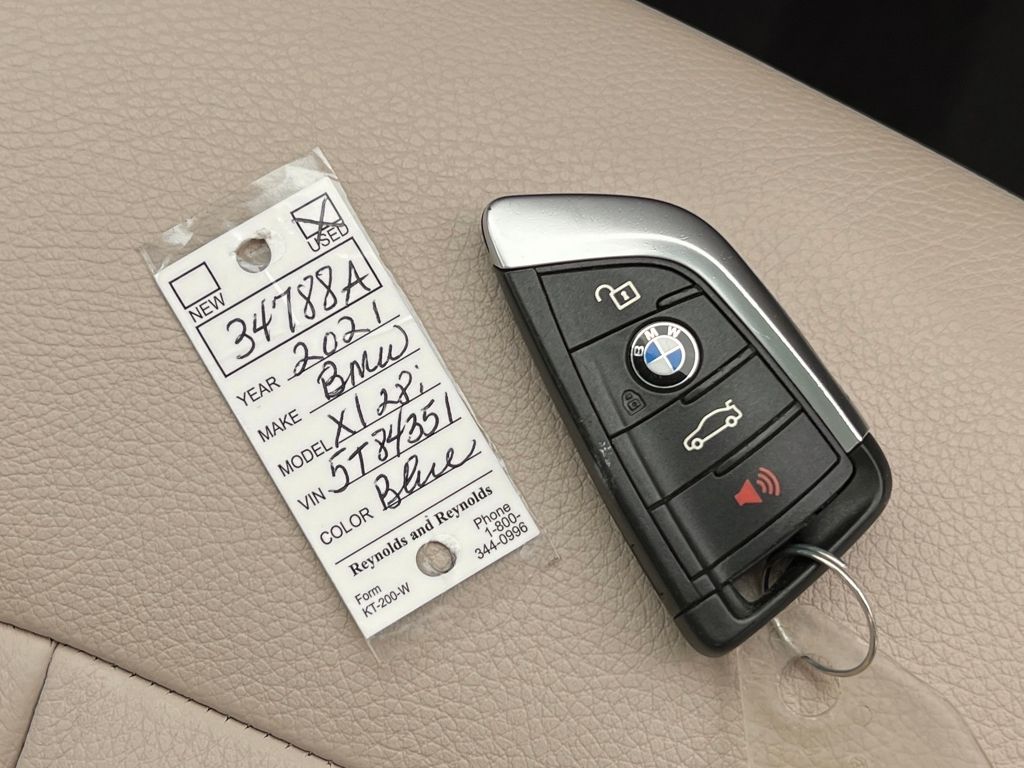 NEW
USED
34788A
YEAR 2021
MAKE BMW
MODEL X1 28i
VIN 5T84351
COLOR Blue
Reynolds and Reynolds
Form
KT-200-W
Phone
1-800-
344-0996
BMW